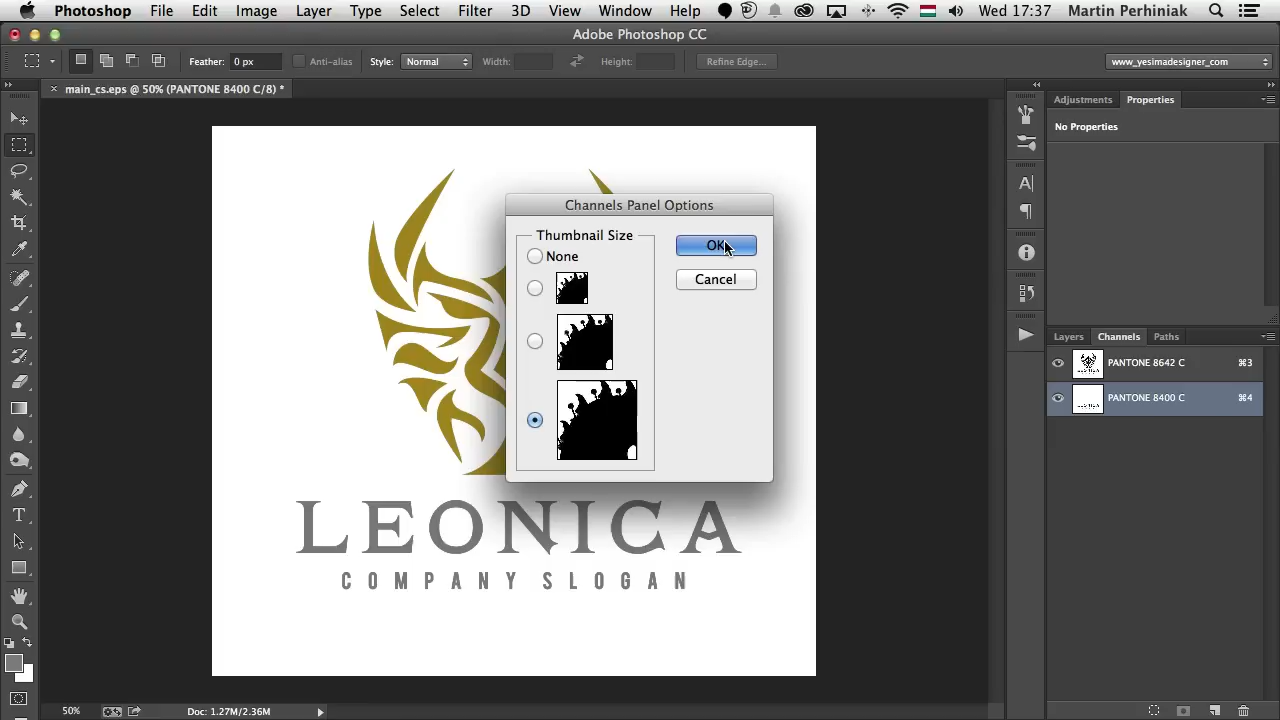 Photoshop File Edit Image Layer Type Select Filter 3D View Window Help Wed 17:37 Martin Perhiniak
Adobe Photoshop CC
Feather: 0 px Anti-alias Style: Normal Width: Height: Refine Edge... www_yesimadesigner_com
× main_cs.eps @ 50% (PANTONE 8400 C/8) *
Adjustments Properties
No Properties
Channels Panel Options
Thumbnail Size
None
OK
Cancel
Layers Channels Paths
PANTONE 8642 C ⌘3
PANTONE 8400 C ⌘4
LEONICA
COMPANY SLOGAN
50% Doc: 1.27M/2.36M